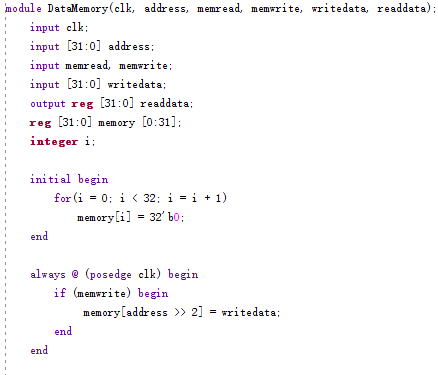 module DataMemory(clk, address, memread, memwrite, writedata, readdata);
input clk;
input [31:0] address;
input memread, memwrite;
input [31:0] writedata;
output reg [31:0] readdata;
reg [31:0] memory [0:31];
integer i;
initial begin
for(i = 0; i < 32; i = i + 1)
memory[i] = 32'b0;
end
always @ (posedge clk) begin
if (memwrite) begin
memory[address >> 2] = writedata;
end
end